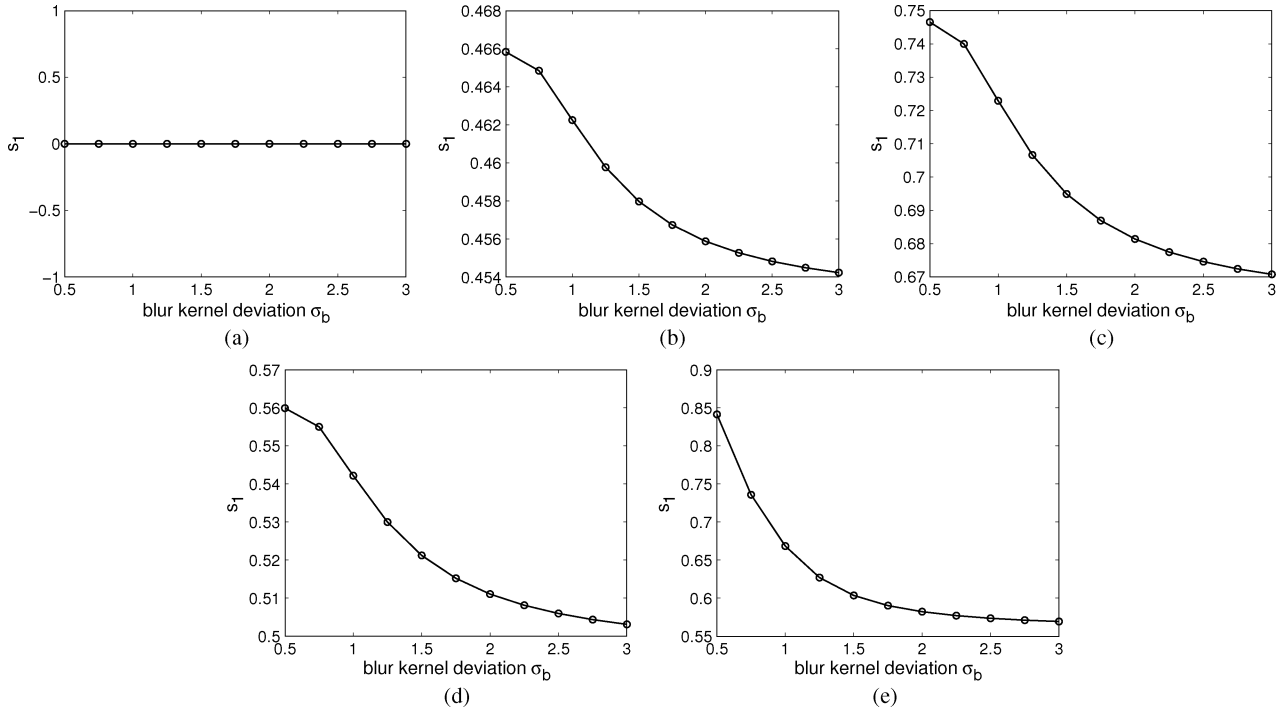 1
0.5
0
−0.5
−1
s1
0.5 1 1.5 2 2.5 3
blur kernel deviation σb
(a)
0.468
0.466
0.464
0.462
0.46
0.458
0.456
0.454
s1
0.5 1 1.5 2 2.5 3
blur kernel deviation σb
(b)
0.75
0.74
0.73
0.72
0.71
0.7
0.69
0.68
0.67
s1
0.5 1 1.5 2 2.5 3
blur kernel deviation σb
(c)
0.57
0.56
0.55
0.54
0.53
0.52
0.51
0.5
s1
0.5 1 1.5 2 2.5 3
blur kernel deviation σb
(d)
0.9
0.85
0.8
0.75
0.7
0.65
0.6
0.55
s1
0.5 1 1.5 2 2.5 3
blur kernel deviation σb
(e)